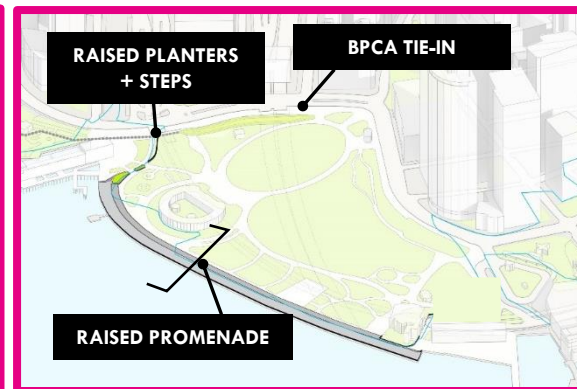 RAISED PLANTERS
+ STEPS
BPCA TIE-IN
RAISED PROMENADE